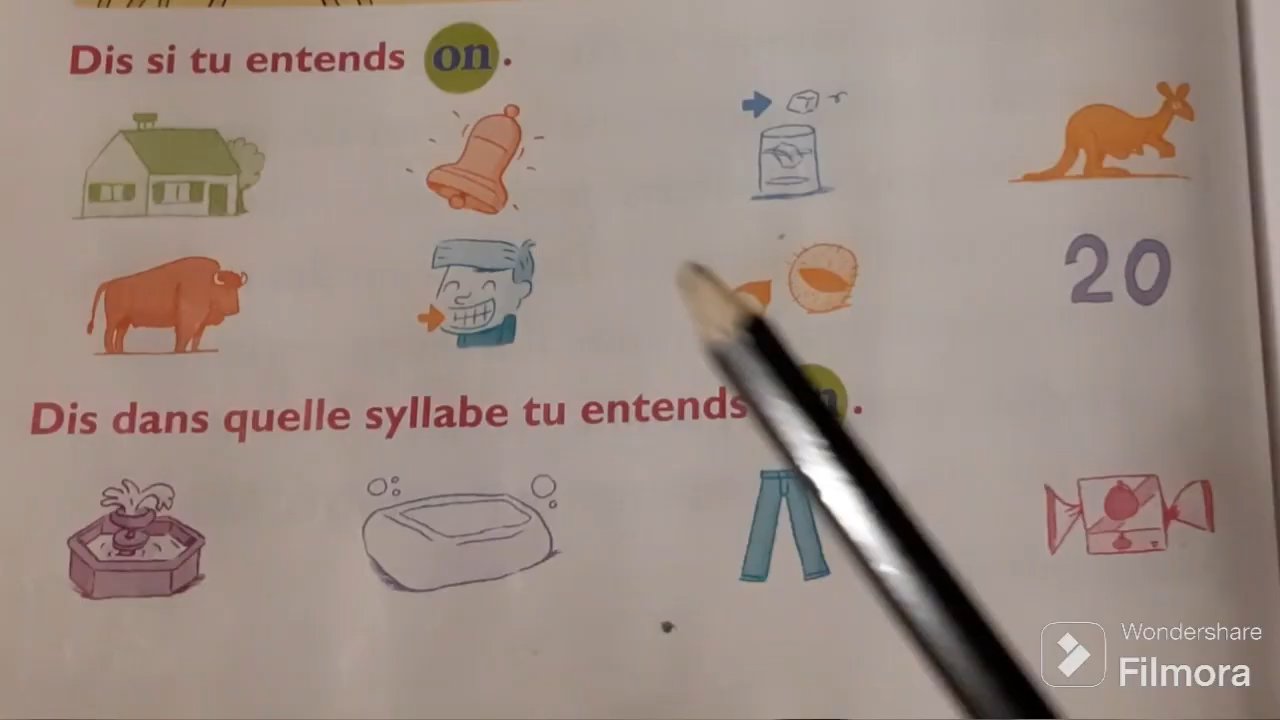 Dis si tu entends on.
20
Dis dans quelle syllabe tu entends .
Wondershare
Filmora